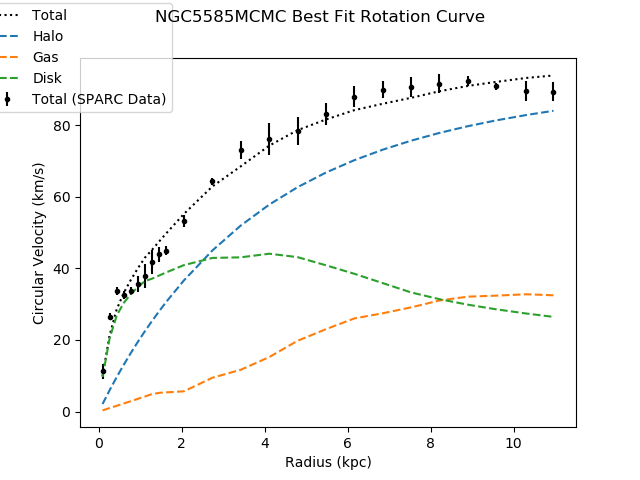 NGC5585MCMC Best Fit Rotation Curve
Total
Halo
Gas
Disk
Total (SPARC Data)
Circular Velocity (km/s)
80
60
40
20
0
0 2 4 6 8 10
Radius (kpc)